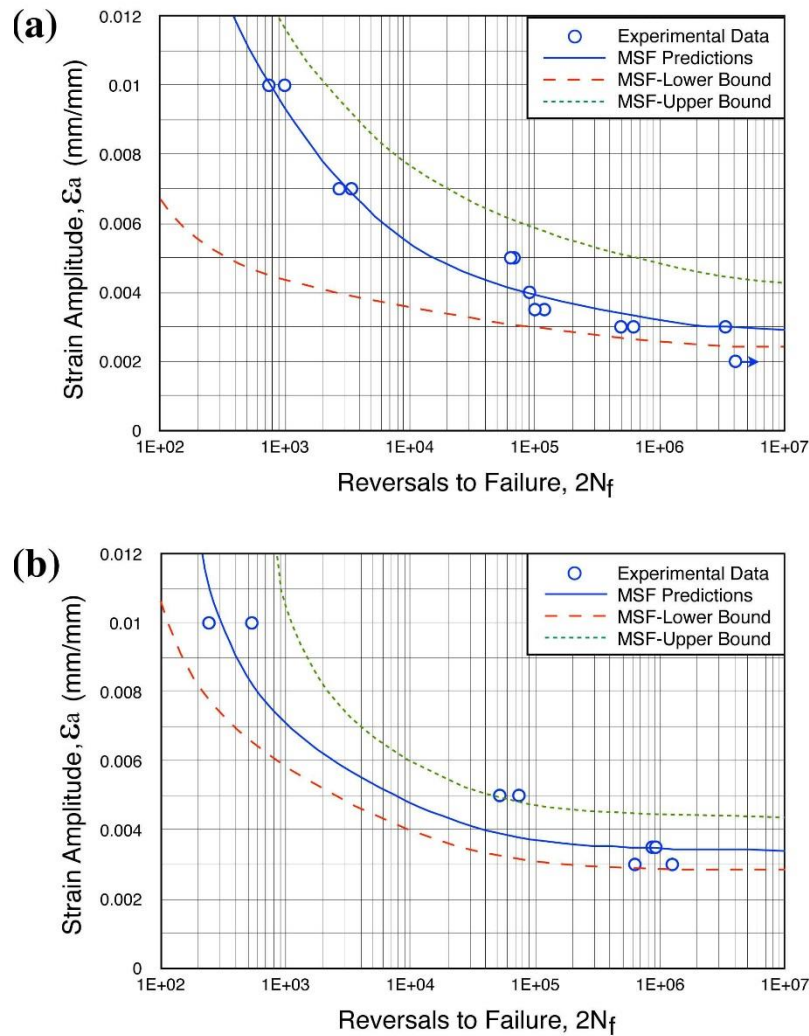 (a)
0.012
0.01
0.008
0.006
0.004
0.002
0
Strain Amplitude, εa (mm/mm)
Experimental Data
MSF Predictions
MSF-Lower Bound
MSF-Upper Bound
1E+02 1E+03 1E+04 1E+05 1E+06 1E+07
Reversals to Failure, 2Nf
(b)
0.012
0.01
0.008
0.006
0.004
0.002
0
Strain Amplitude, εa (mm/mm)
Experimental Data
MSF Predictions
MSF-Lower Bound
MSF-Upper Bound
1E+02 1E+03 1E+04 1E+05 1E+06 1E+07
Reversals to Failure, 2Nf